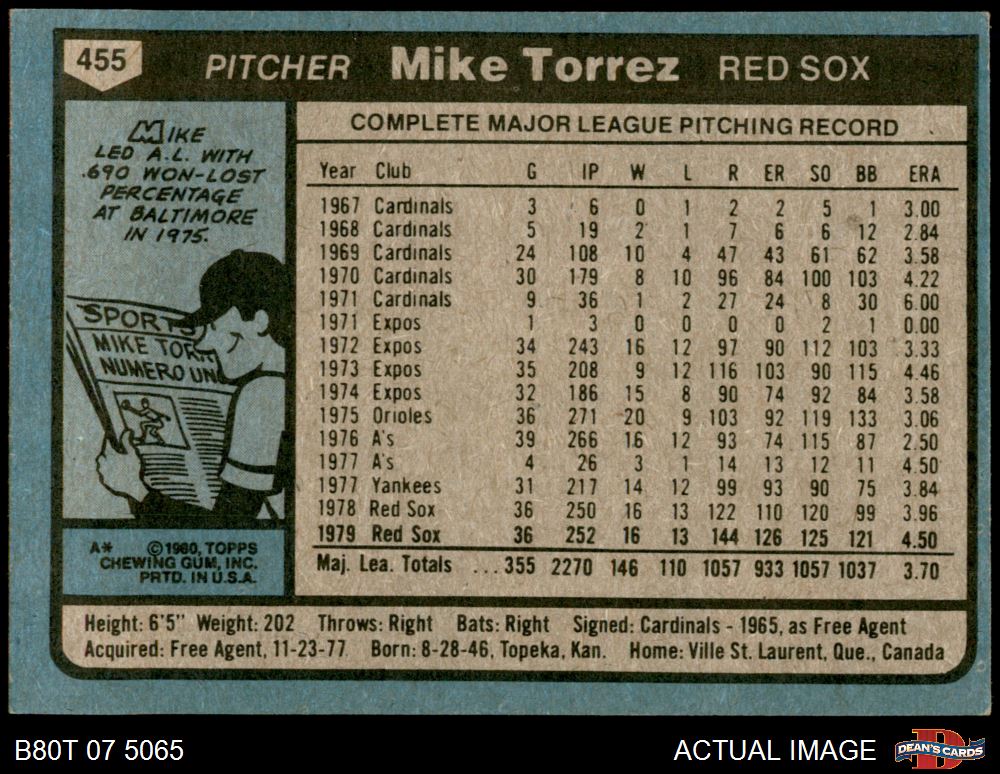 455 PITCHER Mike Torrez RED SOX
MIKE
LED A.L. WITH
.690 WON-LOST
PERCENTAGE
AT BALTIMORE
IN 1975.
SPORTS
MIKE TORR
NUMERO UN
A* ©1980, TOPPS
CHEWING GUM, INC.
PRTD. IN U.S.A.
COMPLETE MAJOR LEAGUE PITCHING RECORD
Year Club G IP W L R ER SO BB ERA
1967 Cardinals 3 6 0 1 2 2 5 1 3.00
1968 Cardinals 5 19 2 1 7 6 6 12 2.84
1969 Cardinals 24 108 10 4 47 43 61 62 3.58
1970 Cardinals 30 179 8 10 96 84 100 103 4.22
1971 Cardinals 9 36 1 2 27 24 8 30 6.00
1971 Expos 1 3 0 0 0 0 2 1 0.00
1972 Expos 34 243 16 12 97 90 112 103 3.33
1973 Expos 35 208 9 12 116 103 90 115 4.46
1974 Expos 32 186 15 8 90 74 92 84 3.58
1975 Orioles 36 271 20 9 103 92 119 133 3.06
1976 A's 39 266 16 12 93 74 115 87 2.50
1977 A's 4 26 3 1 14 13 12 11 4.50
1977 Yankees 31 217 14 12 99 93 90 75 3.84
1978 Red Sox 36 250 16 13 122 110 120 99 3.96
1979 Red Sox 36 252 16 13 144 126 125 121 4.50
Maj. Lea. Totals ...355 2270 146 110 1057 933 1057 1037 3.70
Height: 6'5" Weight: 202 Throws: Right Bats: Right Signed: Cardinals - 1965, as Free Agent
Acquired: Free Agent, 11-23-77 Born: 8-28-46, Topeka, Kan. Home: Ville St. Laurent, Que., Canada
B80T 07 5065 ACTUAL IMAGE D DEAN'S CARDS